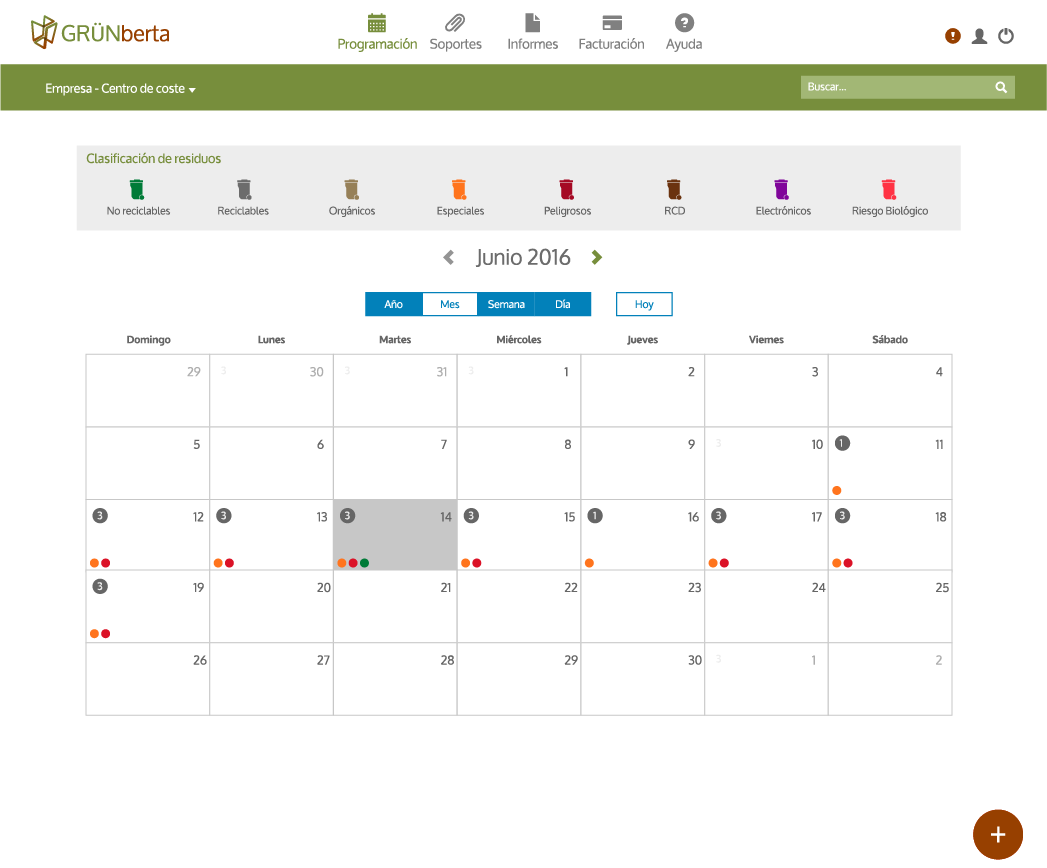 GRÜNberta
Programación Soportes Informes Facturación Ayuda
Empresa - Centro de coste
Buscar...
Clasificación de residuos
No reciclables Reciclables Orgánicos Especiales Peligrosos RCD Electrónicos Riesgo Biológico
Junio 2016
Año Mes Semana Día Hoy
Domingo Lunes Martes Miércoles Jueves Viernes Sábado
29 3 30 3 31 3 1 2 3 4
5 6 7 8 9 3 10 1 11
3 12 3 13 3 14 3 15 1 16 3 17 3 18
3 19 20 21 22 23 24 25
26 27 28 29 30 3 1 2
+